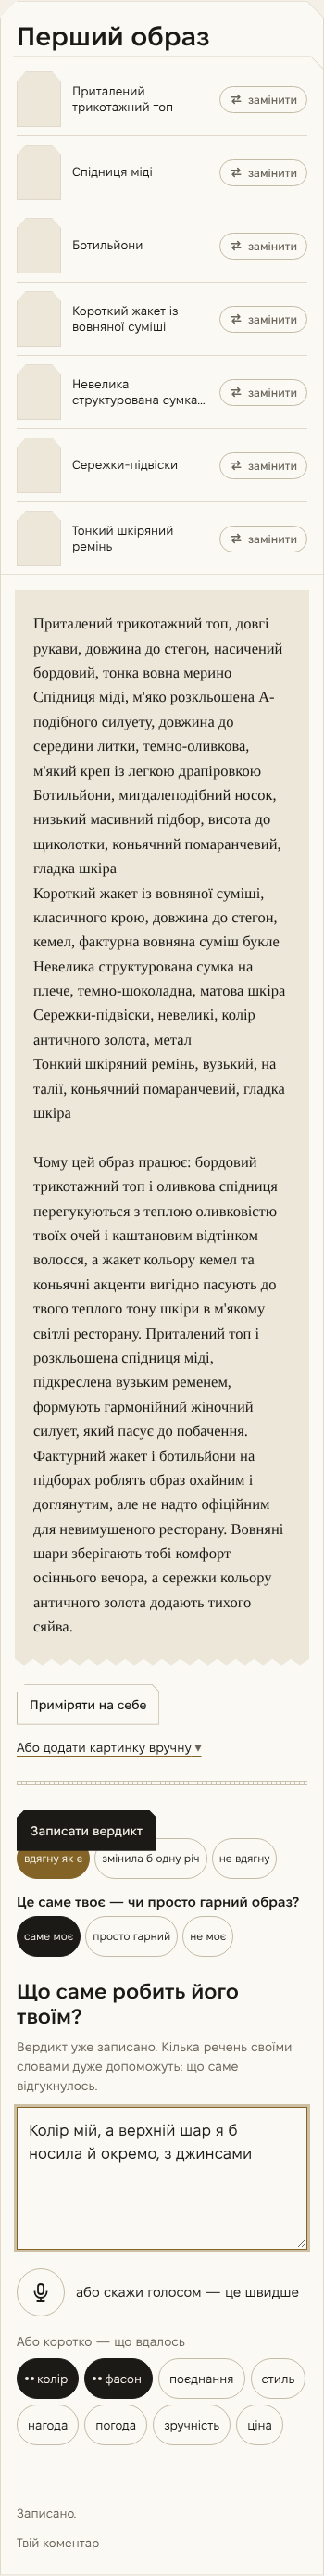 Перший образ
Приталений
трикотажний топ
замінити
Спідниця міді
замінити
Ботильйони
замінити
Короткий жакет із
вовняної суміші
замінити
Невелика
структурована сумка...
замінити
Сережки-підвіски
замінити
Тонкий шкіряний
ремінь
замінити
Приталений трикотажний топ, довгі
рукави, довжина до стегон, насичений
бордовий, тонка вовна мерино
Спідниця міді, м'яко розкльошена А-
подібного силуету, довжина до
середини литки, темно-оливкова,
м'який креп із легкою драпіровкою
Ботильйони, мигдалеподібний носок,
низький масивний підбор, висота до
щиколотки, коньячний помаранчевий,
гладка шкіра
Короткий жакет із вовняної суміші,
класичного крою, довжина до стегон,
кемел, фактурна вовняна суміш букле
Невелика структурована сумка на
плече, темно-шоколадна, матова шкіра
Сережки-підвіски, невеликі, колір
античного золота, метал
Тонкий шкіряний ремінь, вузький, на
талії, коньячний помаранчевий, гладка
шкіра
Чому цей образ працює: бордовий
трикотажний топ і оливкова спідниця
перегукуються з теплою оливковістю
твоїх очей і каштановим відтінком
волосся, а жакет кольору кемел та
коньячні акценти вигідно пасують до
твого теплого тону шкіри в м'якому
світлі ресторану. Приталений топ і
розкльошена спідниця міді,
підкреслена вузьким ременем,
формують гармонійний жіночний
силует, який пасує до побачення.
Фактурний жакет і ботильйони на
підборах роблять образ охайним і
доглянутим, але не надто офіційним
для невимушеного ресторану. Вовняні
шари зберігають тобі комфорт
осіннього вечора, а сережки кольору
античного золота додають тихого
сяйва.
Приміряти на себе
Або додати картинку вручну ▾
Записати вердикт
вдягну як є змінила б одну річ не вдягну
Це саме твоє — чи просто гарний образ?
саме моє просто гарний не моє
Що саме робить його
твоїм?
Вердикт уже записано. Кілька речень своїми
словами дуже допоможуть: що саме
відгукнулось.
Колір мій, а верхній шар я б
носила й окремо, з джинсами
або скажи голосом — це швидше
Або коротко — що вдалось
колір фасон поєднання стиль
нагода погода зручність ціна
Записано.
Твій коментар